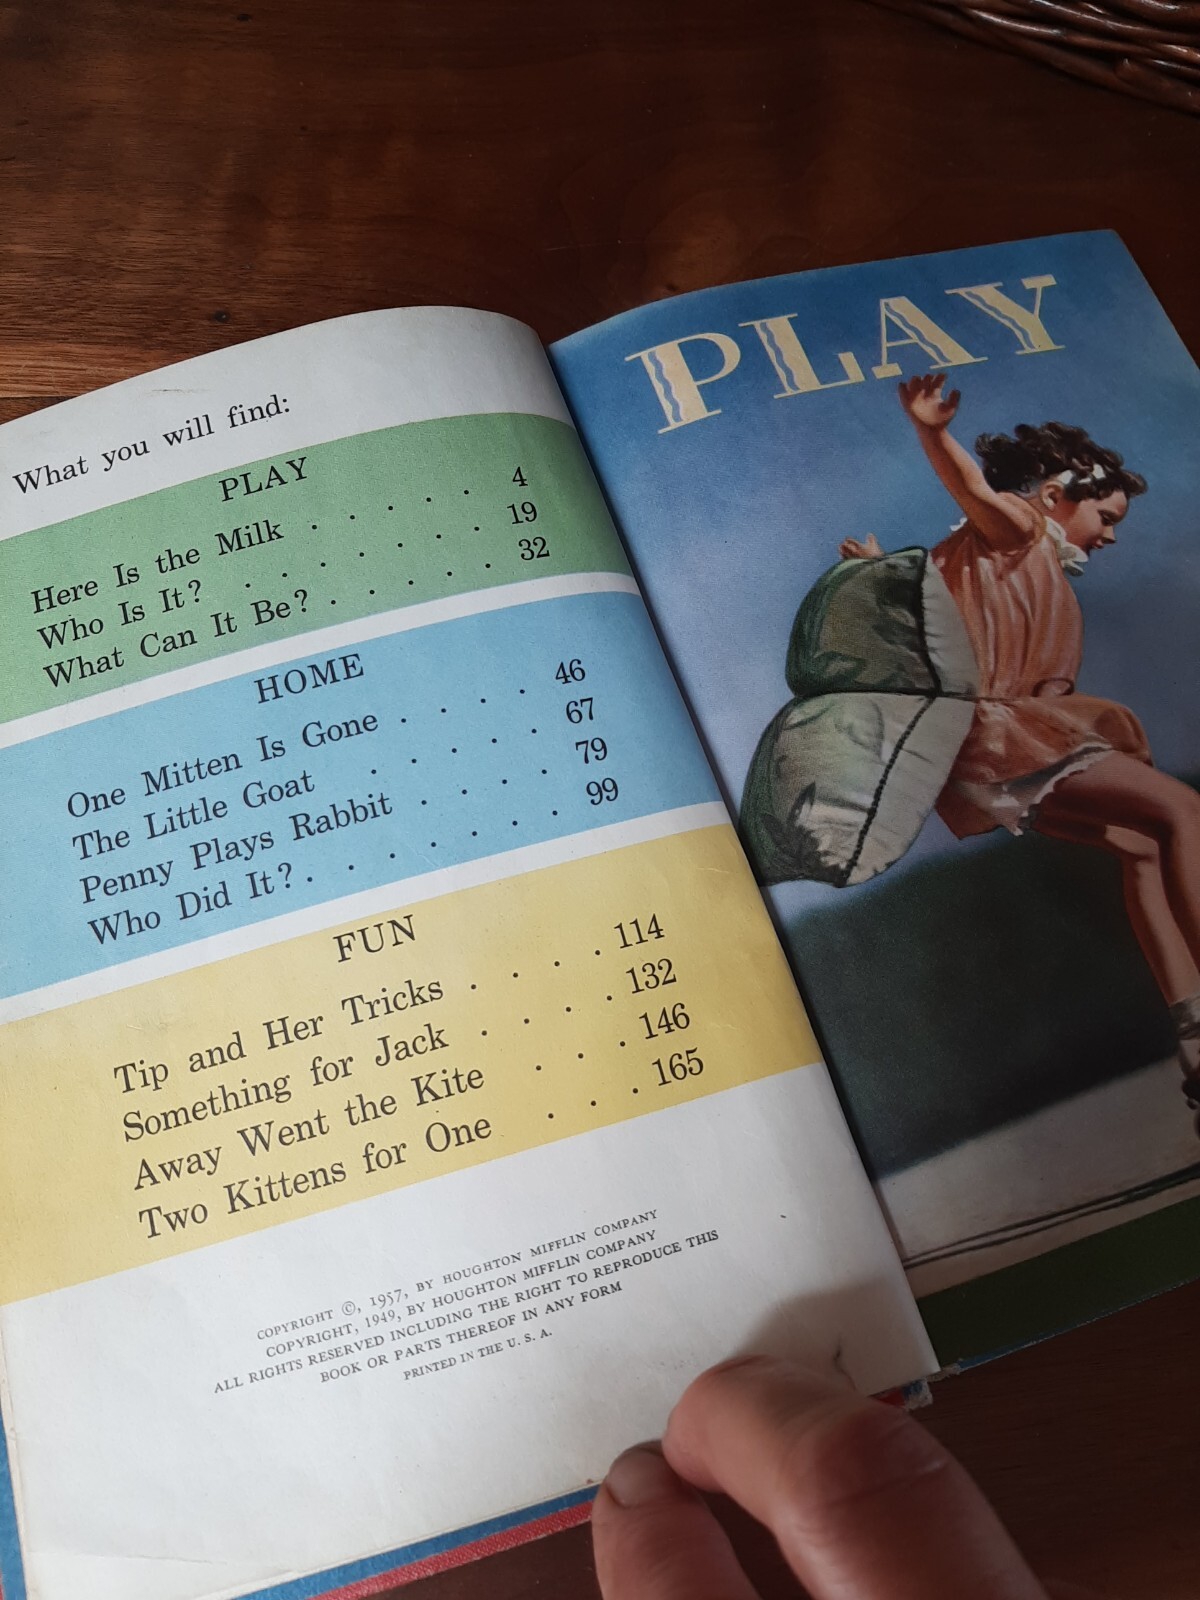 What you will find:
PLAY
Here Is the Milk . . . . . 4
Who Is It? . . . . . . . 19
What Can It Be? . . . . . 32
HOME
One Mitten Is Gone . . . . 46
The Little Goat . . . . . 67
Penny Plays Rabbit . . . . 79
Who Did It? . . . . . . . 99
FUN
Tip and Her Tricks . . . . 114
Something for Jack . . . . 132
Away Went the Kite . . . 146
Two Kittens for One . . . 165
COPYRIGHT ©, 1957, BY HOUGHTON MIFFLIN COMPANY
COPYRIGHT, 1949, BY HOUGHTON MIFFLIN COMPANY
ALL RIGHTS RESERVED INCLUDING THE RIGHT TO REPRODUCE THIS
BOOK OR PARTS THEREOF IN ANY FORM
PRINTED IN THE U. S. A.
PLAY